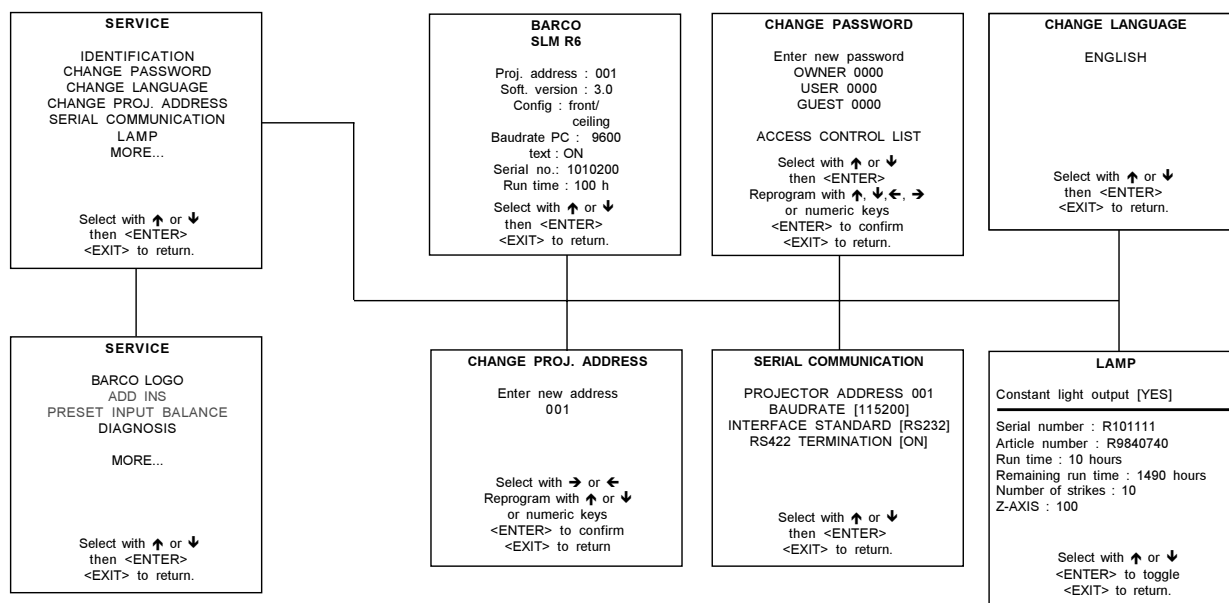 SERVICE
IDENTIFICATION
CHANGE PASSWORD
CHANGE LANGUAGE
CHANGE PROJ. ADDRESS
SERIAL COMMUNICATION
LAMP
MORE...
Select with ↑ or ↓
then <ENTER>
<EXIT> to return.
BARCO
SLM R6
Proj. address : 001
Soft. version : 3.0
Config : front/
ceiling
Baudrate PC : 9600
text : ON
Serial no.: 1010200
Run time : 100 h
Select with ↑ or ↓
then <ENTER>
<EXIT> to return.
CHANGE PASSWORD
Enter new password
OWNER 0000
USER 0000
GUEST 0000
ACCESS CONTROL LIST
Select with ↑ or ↓
then <ENTER>
Reprogram with ↑, ↓,←, →
or numeric keys
<ENTER> to confirm
<EXIT> to return.
CHANGE LANGUAGE
ENGLISH
Select with ↑ or ↓
then <ENTER>
<EXIT> to return.
SERVICE
BARCO LOGO
ADD INS
PRESET INPUT BALANCE
DIAGNOSIS
MORE...
Select with ↑ or ↓
then <ENTER>
<EXIT> to return.
CHANGE PROJ. ADDRESS
Enter new address
001
Select with → or ←
Reprogram with ↑ or ↓
or numeric keys
<ENTER> to confirm
<EXIT> to return
SERIAL COMMUNICATION
PROJECTOR ADDRESS 001
BAUDRATE [115200]
INTERFACE STANDARD [RS232]
RS422 TERMINATION [ON]
Select with ↑ or ↓
then <ENTER>
<EXIT> to return.
LAMP
Constant light output [YES]
Serial number : R101111
Article number : R9840740
Run time : 10 hours
Remaining run time : 1490 hours
Number of strikes : 10
Z-AXIS : 100
Select with ↑ or ↓
<ENTER> to toggle
<EXIT> to return.